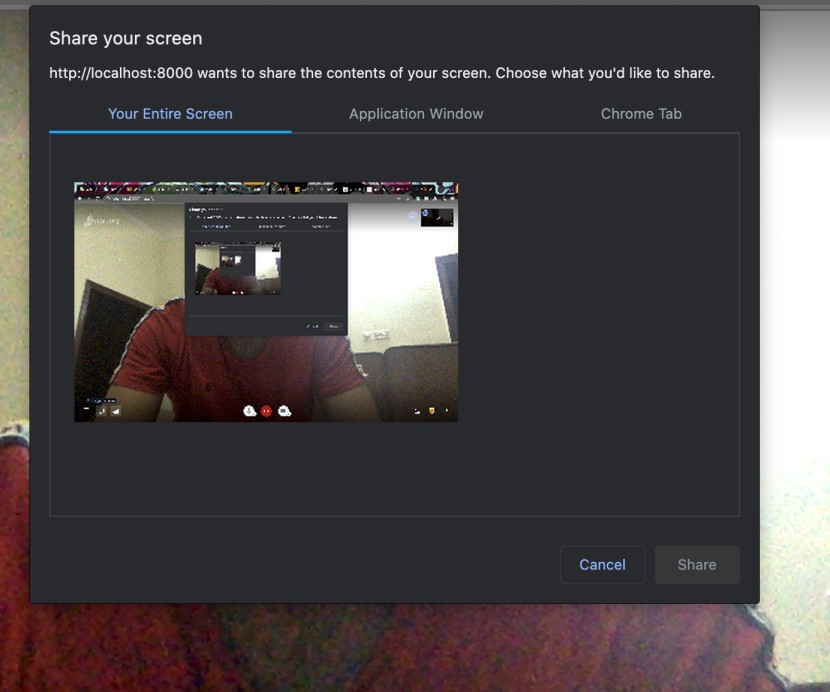 Share your screen
http://localhost:8000 wants to share the contents of your screen. Choose what you'd like to share.
Your Entire Screen
Application Window
Chrome Tab
Cancel
Share